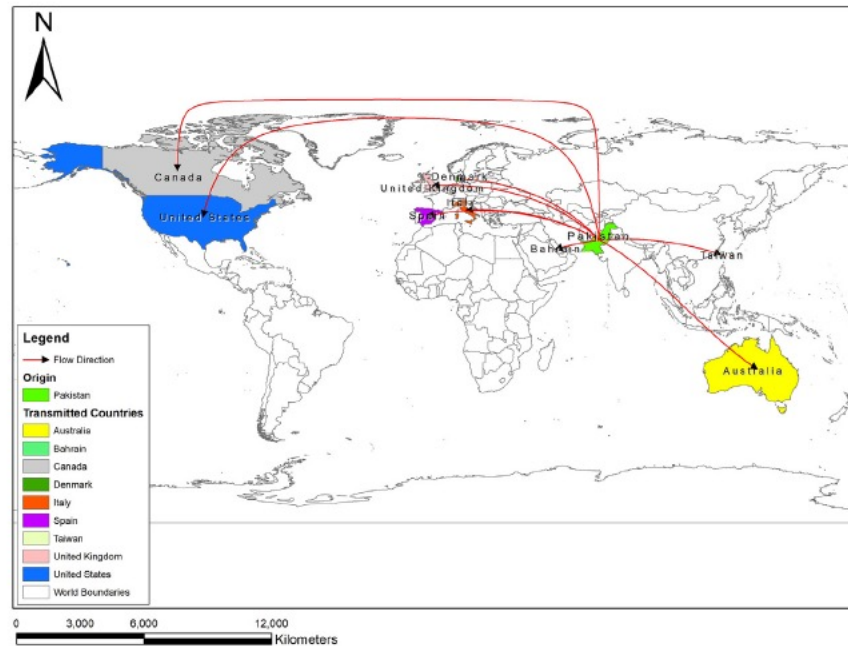 N
Canada
United States
Denmark
United Kingdom
Italy
Spain
Pakistan
Bahrain
Taiwan
Australia
Legend
Flow Direction
Origin
Pakistan
Transmitted Countries
Australia
Bahrain
Canada
Denmark
Italy
Spain
Taiwan
United Kingdom
United States
World Boundaries
0 3,000 6,000 12,000
Kilometers